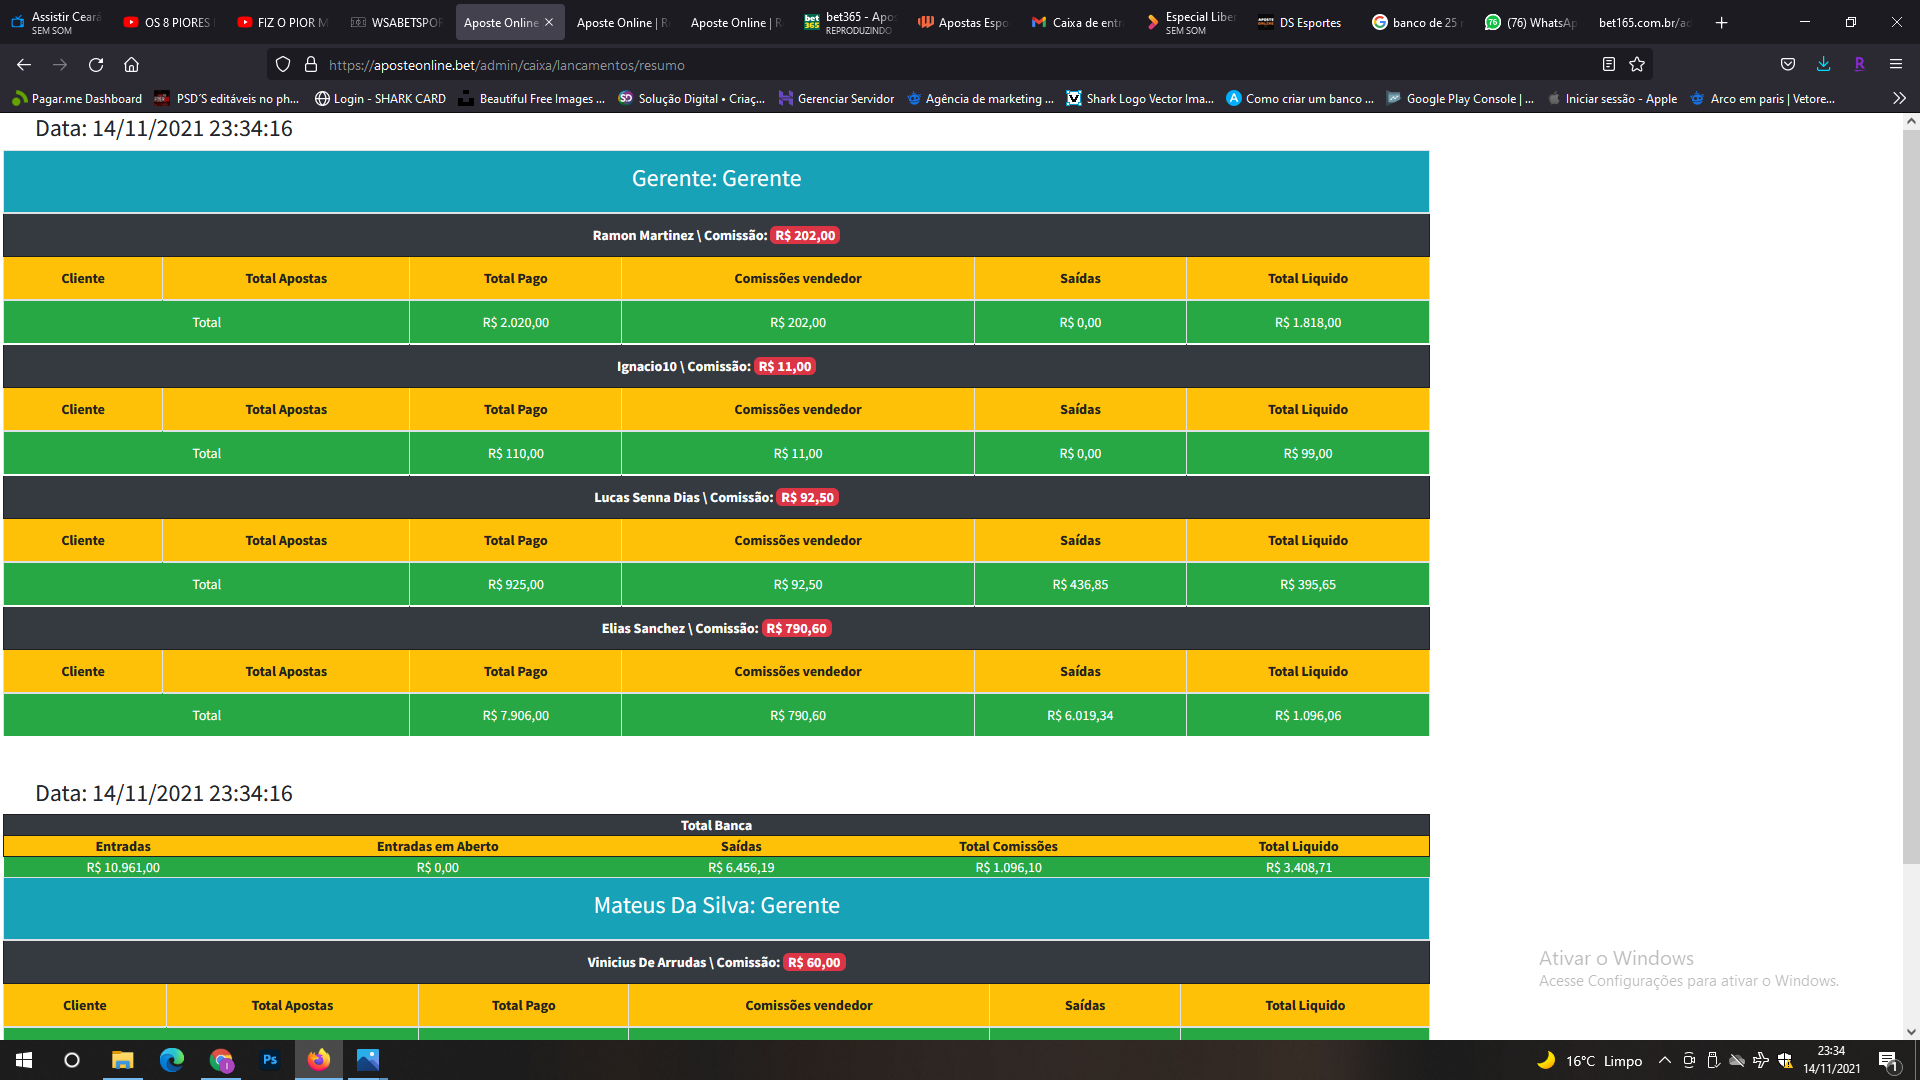 Assistir Ceará
SEM SOM
OS 8 PIORES
FIZ O PIOR M
WSABETSPOR
Aposte Online
Aposte Online | R
Aposte Online | R
bet365 - Apos
REPRODUZINDO
Apostas Espo
Caixa de entr
Especial Liber
SEM SOM
DS Esportes
banco de 25 r
(76) WhatsAp
bet165.com.br/ad
https://aposteonline.bet/admin/caixa/lancamentos/resumo
Pagar.me Dashboard
PSD´S editáveis no ph...
Login - SHARK CARD
Beautiful Free Images ...
Solução Digital • Criaç...
Gerenciar Servidor
Agência de marketing ...
Shark Logo Vector Ima...
Como criar um banco ...
Google Play Console | ...
Iniciar sessão - Apple
Arco em paris | Vetore...
Data: 14/11/2021 23:34:16
Gerente: Gerente
Ramon Martinez \ Comissão: R$ 202,00
Cliente Total Apostas Total Pago Comissões vendedor Saídas Total Liquido
Total R$ 2.020,00 R$ 202,00 R$ 0,00 R$ 1.818,00
Ignacio10 \ Comissão: R$ 11,00
Cliente Total Apostas Total Pago Comissões vendedor Saídas Total Liquido
Total R$ 110,00 R$ 11,00 R$ 0,00 R$ 99,00
Lucas Senna Dias \ Comissão: R$ 92,50
Cliente Total Apostas Total Pago Comissões vendedor Saídas Total Liquido
Total R$ 925,00 R$ 92,50 R$ 436,85 R$ 395,65
Elias Sanchez \ Comissão: R$ 790,60
Cliente Total Apostas Total Pago Comissões vendedor Saídas Total Liquido
Total R$ 7.906,00 R$ 790,60 R$ 6.019,34 R$ 1.096,06
Data: 14/11/2021 23:34:16
Total Banca
Entradas Entradas em Aberto Saídas Total Comissões Total Liquido
R$ 10.961,00 R$ 0,00 R$ 6.456,19 R$ 1.096,10 R$ 3.408,71
Mateus Da Silva: Gerente
Vinicius De Arrudas \ Comissão: R$ 60,00
Cliente Total Apostas Total Pago Comissões vendedor Saídas Total Liquido
Ativar o Windows
Acesse Configurações para ativar o Windows.
16°C Limpo
23:34
14/11/2021